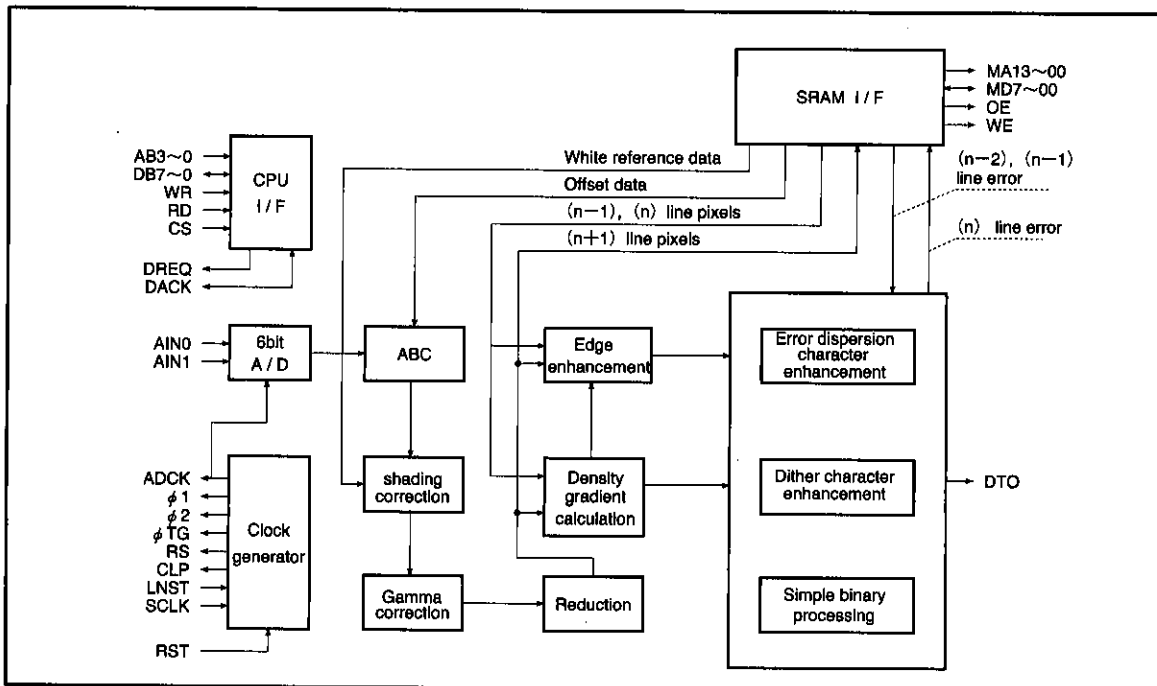 SRAM I/F
MA13~00
MD7~00
OE
WE
AB3~0
DB7~0
WR
RD
CS
CPU
I/F
DREQ
DACK
White reference data
Offset data
(n-1), (n) line pixels
(n+1) line pixels
(n-2), (n-1)
line error
(n) line error
AIN0
AIN1
6bit
A/D
ABC
Edge
enhancement
Error dispersion
character
enhancement
ADCK
φ1
φ2
φTG
RS
CLP
LNST
SCLK
RST
Clock
generator
shading
correction
Density
gradient
calculation
Dither character
enhancement
DTO
Gamma
correction
Reduction
Simple binary
processing